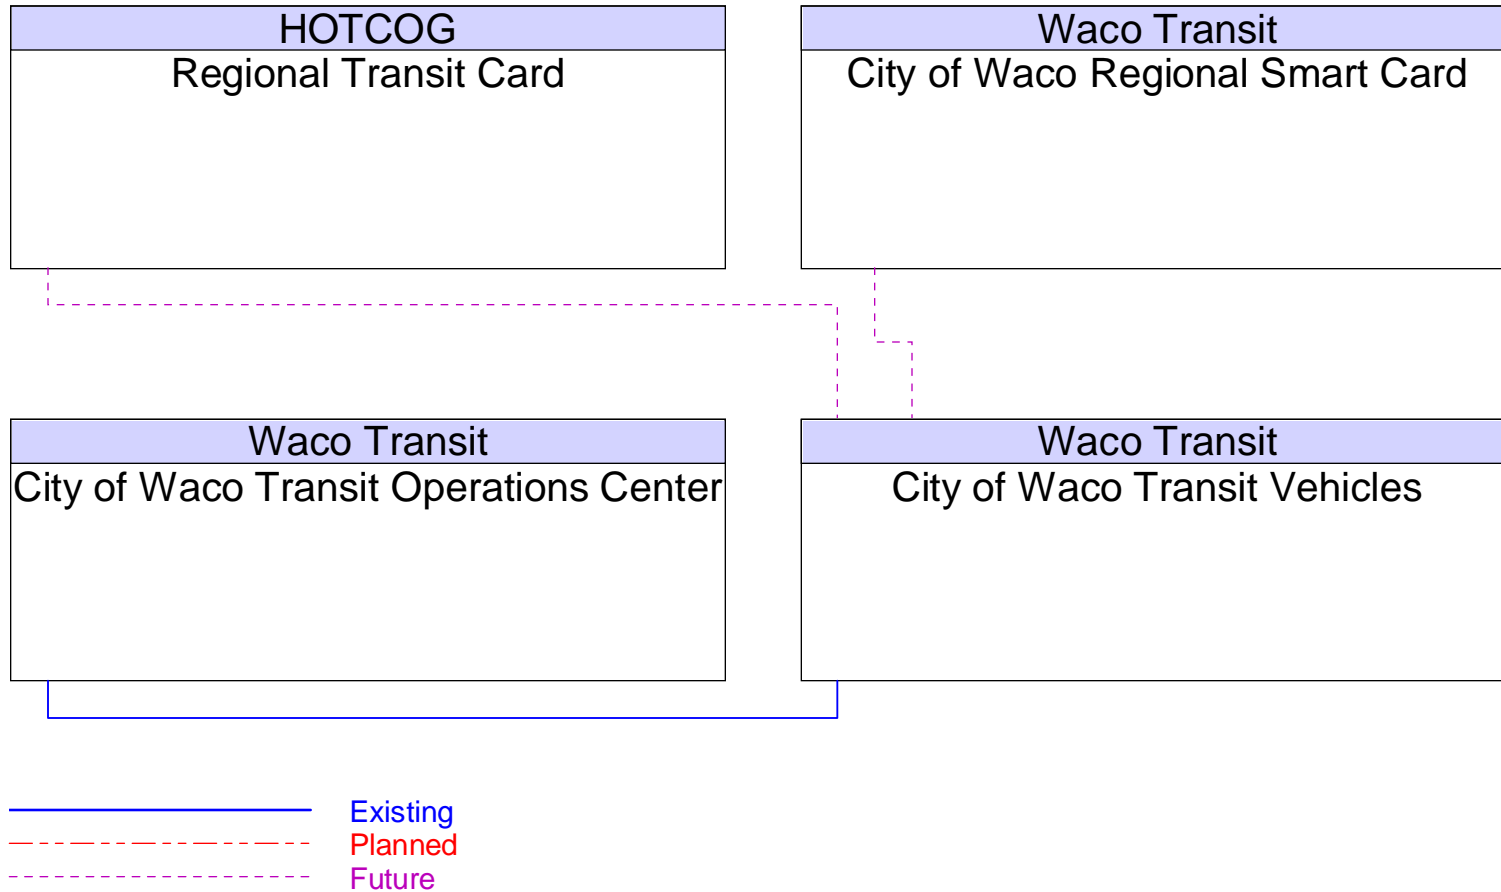 HOTCOG
Regional Transit Card
Waco Transit
City of Waco Regional Smart Card
Waco Transit
City of Waco Transit Operations Center
Waco Transit
City of Waco Transit Vehicles
Existing
Planned
Future